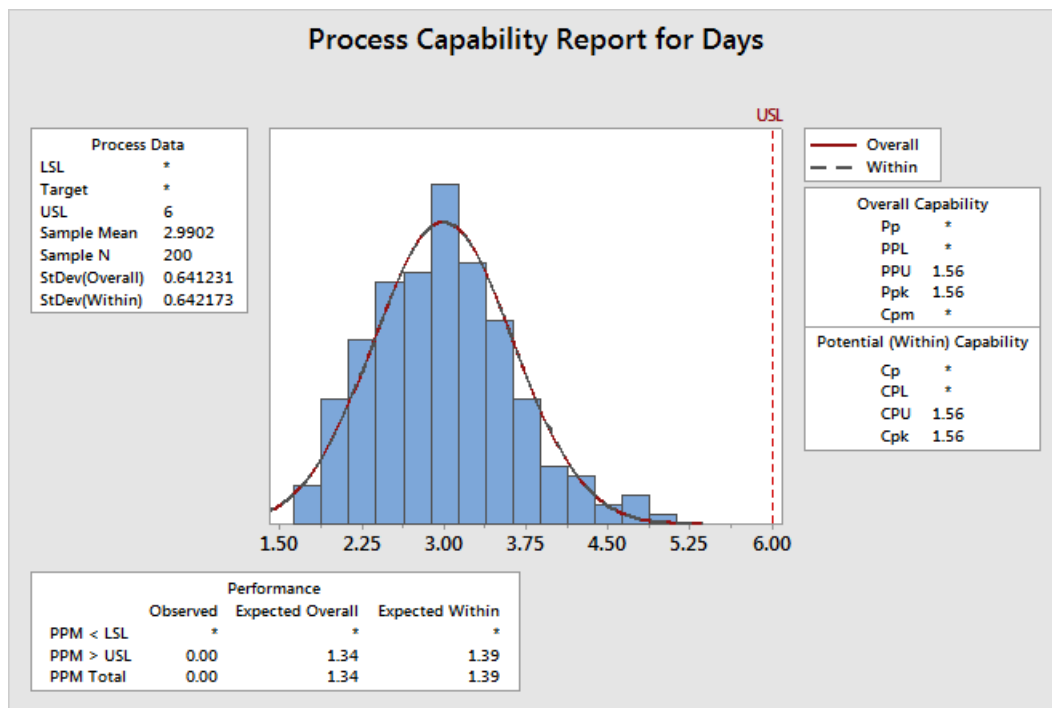 Process Capability Report for Days
USL
Process Data
LSL *
Target *
USL 6
Sample Mean 2.9902
Sample N 200
StDev(Overall) 0.641231
StDev(Within) 0.642173
Overall
Within
Overall Capability
Pp *
PPL *
PPU 1.56
Ppk 1.56
Cpm *
Potential (Within) Capability
Cp *
CPL *
CPU 1.56
Cpk 1.56
1.50 2.25 3.00 3.75 4.50 5.25 6.00
Performance
Observed Expected Overall Expected Within
PPM < LSL * * *
PPM > USL 0.00 1.34 1.39
PPM Total 0.00 1.34 1.39